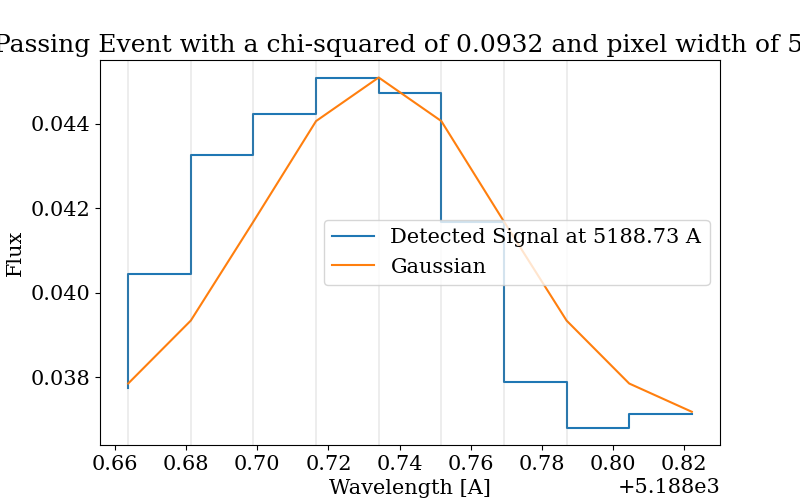 Passing Event with a chi-squared of 0.0932 and pixel width of 5
0.044
0.042
0.040
0.038
Flux
Detected Signal at 5188.73 A
Gaussian
0.66 0.68 0.70 0.72 0.74 0.76 0.78 0.80 0.82
Wavelength [A]
+5.188e3